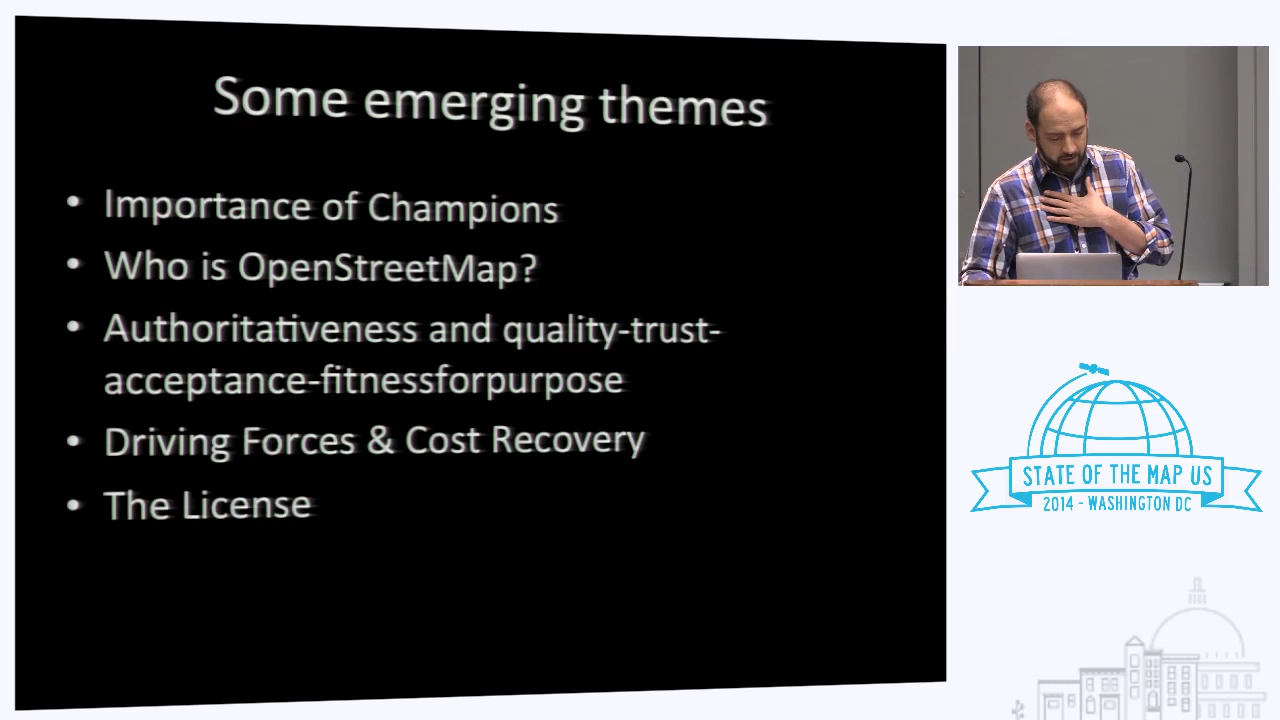 Some emerging themes
• Importance of Champions
• Who is OpenStreetMap?
• Authoritativeness and quality-trust-
acceptance-fitnessforpurpose
• Driving Forces & Cost Recovery
• The License
STATE OF THE MAP US
2014 - WASHINGTON DC